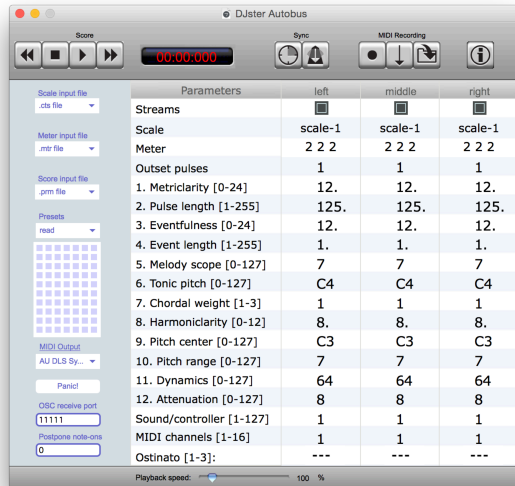 DJster Autobus
Score
Sync
MIDI Recording
00:00:000
Scale input file
.cts file
Meter input file
.mtr file
Score input file
.prm file
Presets
read
MIDI Output
AU DLS Sy...
Panic!
OSC receive port
11111
Postpone note-ons
0
Parameters left middle right
Streams
Scale scale-1 scale-1 scale-1
Meter 2 2 2 2 2 2 2 2 2
Outset pulses 1 1 1
1. Metriclarity [0-24] 12. 12. 12.
2. Pulse length [1-255] 125. 125. 125.
3. Eventfulness [0-24] 12. 12. 12.
4. Event length [1-255] 1. 1. 1.
5. Melody scope [0-127] 7 7 7
6. Tonic pitch [0-127] C4 C4 C4
7. Chordal weight [1-3] 1 1 1
8. Harmoniclarity [0-12] 8. 8. 8.
9. Pitch center [0-127] C3 C3 C3
10. Pitch range [0-127] 7 7 7
11. Dynamics [0-127] 64 64 64
12. Attenuation [0-127] 8 8 8
Sound/controller [1-127] 1 1 1
MIDI channels [1-16] 1 1 1
Ostinato [1-3]: --- --- ---
Playback speed: 100 %